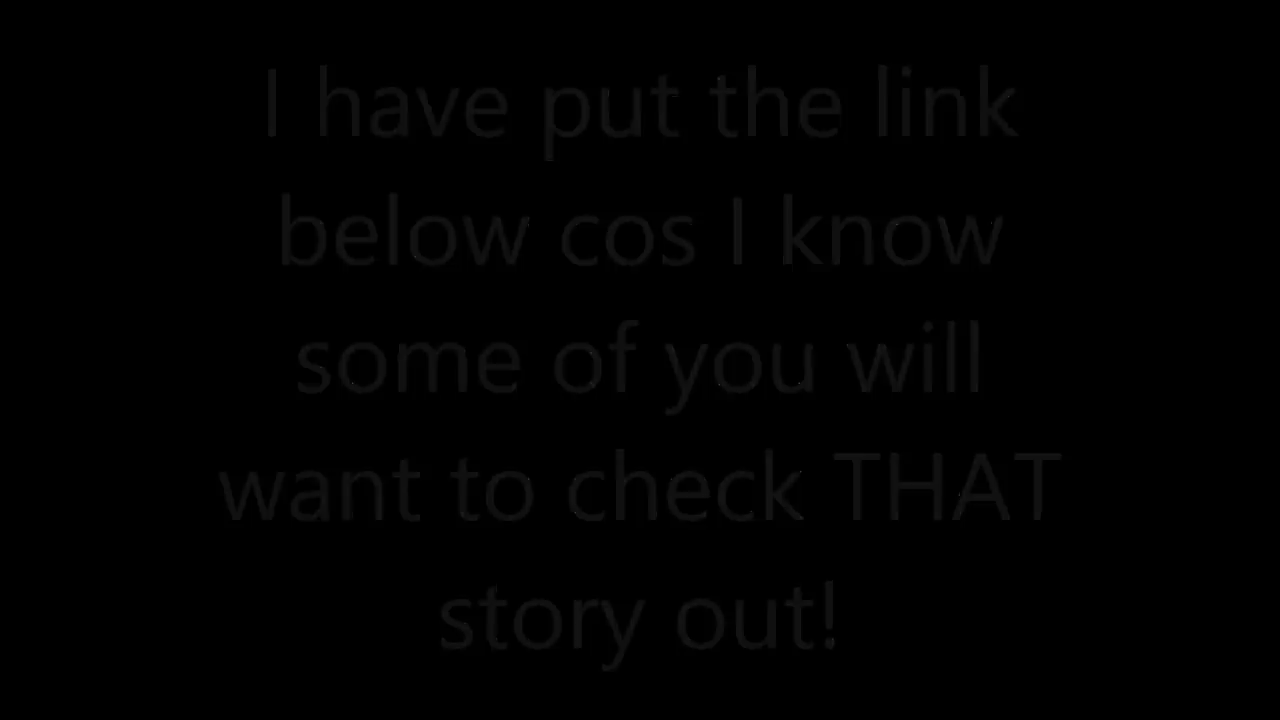 I have put the link
below cos I know
some of you will
want to check THAT
story out!